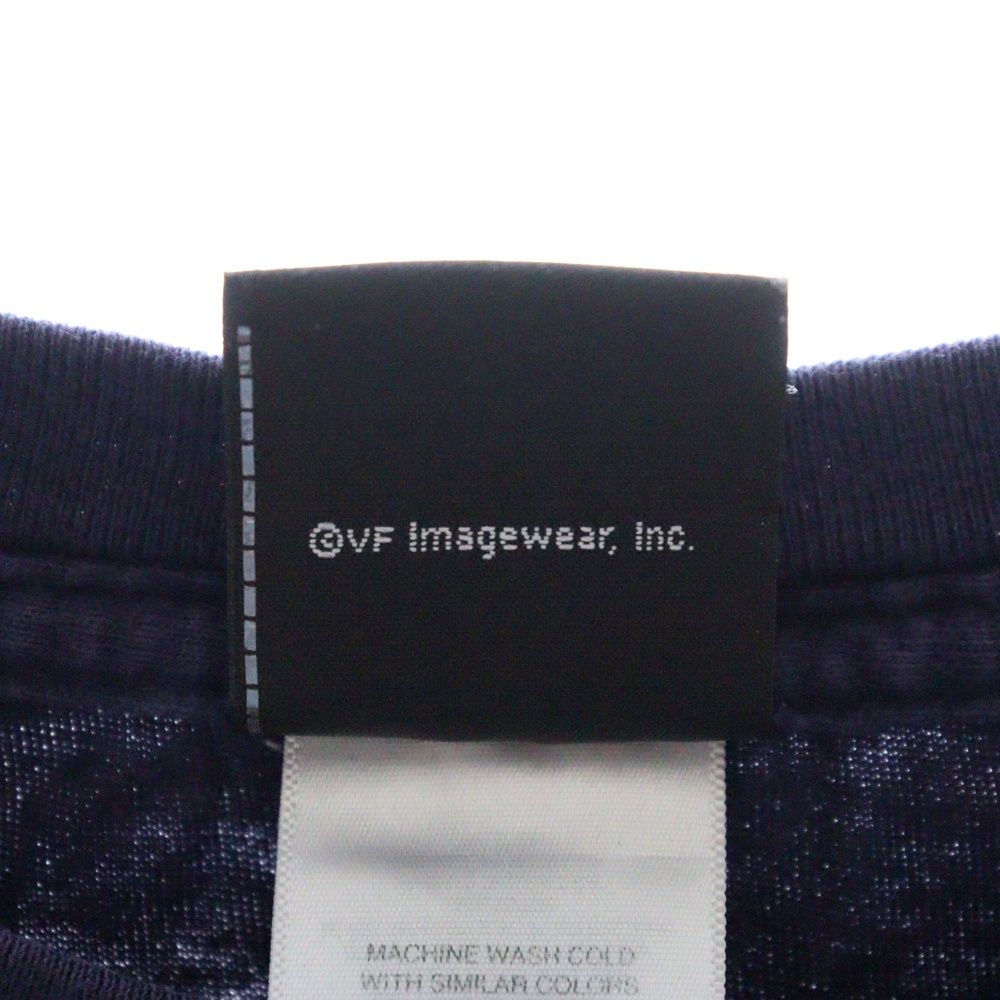 ©VF Imagewear, Inc.
MACHINE WASH COLD
WITH SIMILAR COLORS